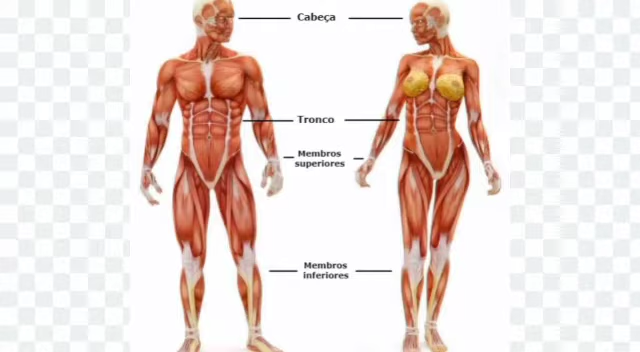 Cabeça
Tronco
Membros
superiores
Membros
inferiores